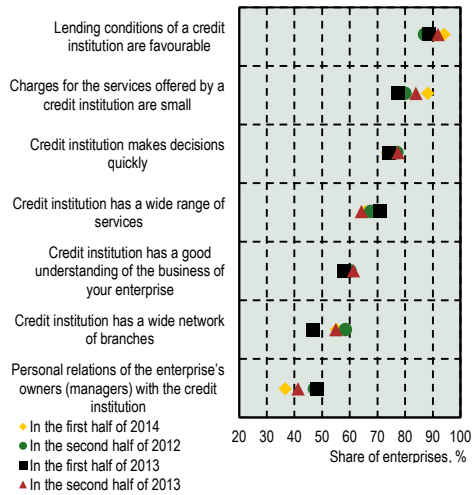 Lending conditions of a credit
institution are favourable
Charges for the services offered by a
credit institution are small
Credit institution makes decisions
quickly
Credit institution has a wide range of
services
Credit institution has a good
understanding of the business of
your enterprise
Credit institution has a wide network
of branches
Personal relations of the enterprise's
owners (managers) with the credit
institution
20 30 40 50 60 70 80 90 100
Share of enterprises, %
In the first half of 2014
In the second half of 2012
In the first half of 2013
In the second half of 2013